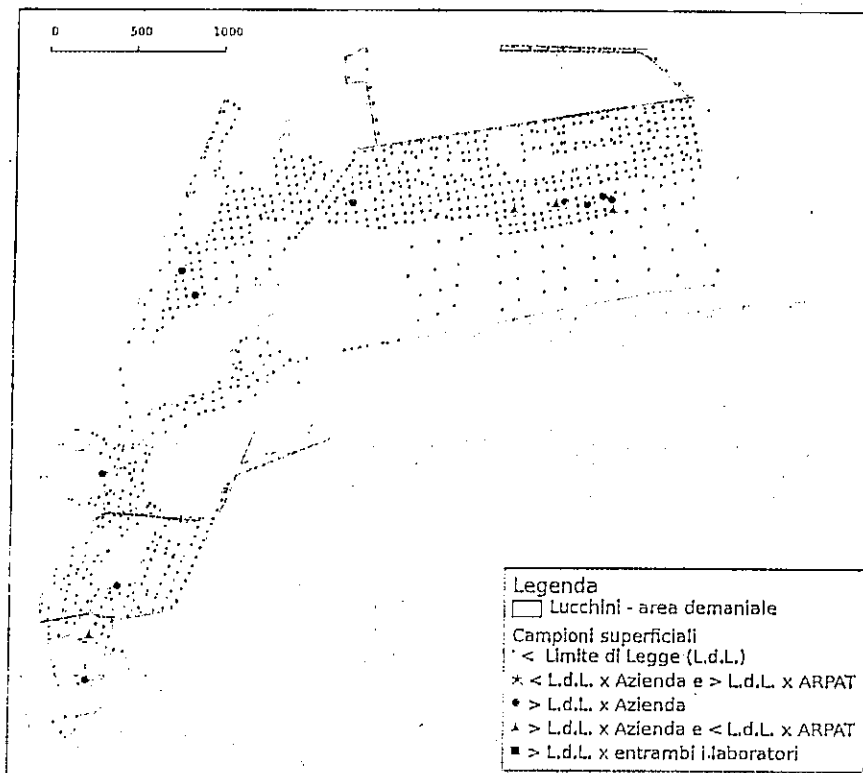 0 500 1000
Legenda
Lucchini - area demaniale
Campioni superficiali
< Limite di Legge (L.d.L.)
< L.d.L. x Azienda e > L.d.L. x ARPAT
> L.d.L. x Azienda
> L.d.L. x Azienda e < L.d.L. x ARPAT
> L.d.L. x entrambi i laboratori